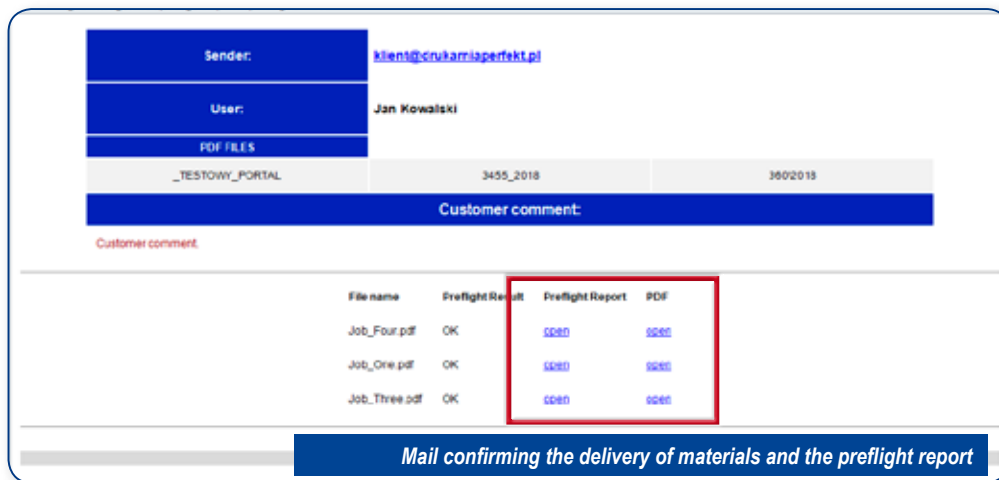 Sender: klient@drukarniaperfekt.pl
User: Jan Kowalski
PDF FILES
_TESTOWY_PORTAL 3455_2018 360/2018
Customer comment:
Customer comment.
File name Preflight Result Preflight Report PDF
Job_Four.pdf OK open open
Job_One.pdf OK open open
Job_Three.pdf OK open open
Mail confirming the delivery of materials and the preflight report